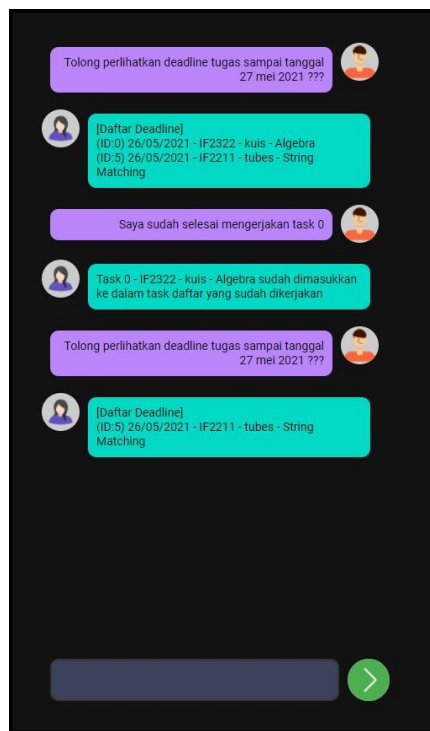 Tolong perlihatkan deadline tugas sampai tanggal
27 mei 2021 ???
[Daftar Deadline]
(ID:0) 26/05/2021 - IF2322 - kuis - Algebra
(ID:5) 26/05/2021 - IF2211 - tubes - String
Matching
Saya sudah selesai mengerjakan task 0
Task 0 - IF2322 - kuis - Algebra sudah dimasukkan
ke dalam task daftar yang sudah dikerjakan
Tolong perlihatkan deadline tugas sampai tanggal
27 mei 2021 ???
[Daftar Deadline]
(ID:5) 26/05/2021 - IF2211 - tubes - String
Matching